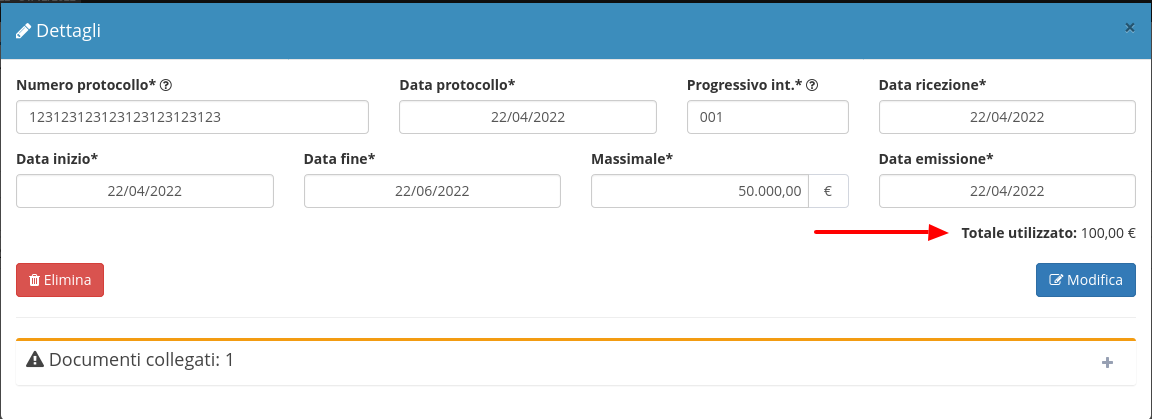 Dettagli
×
Numero protocollo* Data protocollo* Progressivo int.* Data ricezione*
123123123123123123123123 22/04/2022 001 22/04/2022
Data inizio* Data fine* Massimale* Data emissione*
22/04/2022 22/06/2022 50.000,00 € 22/04/2022
Totale utilizzato: 100,00 €
Elimina Modifica
Documenti collegati: 1